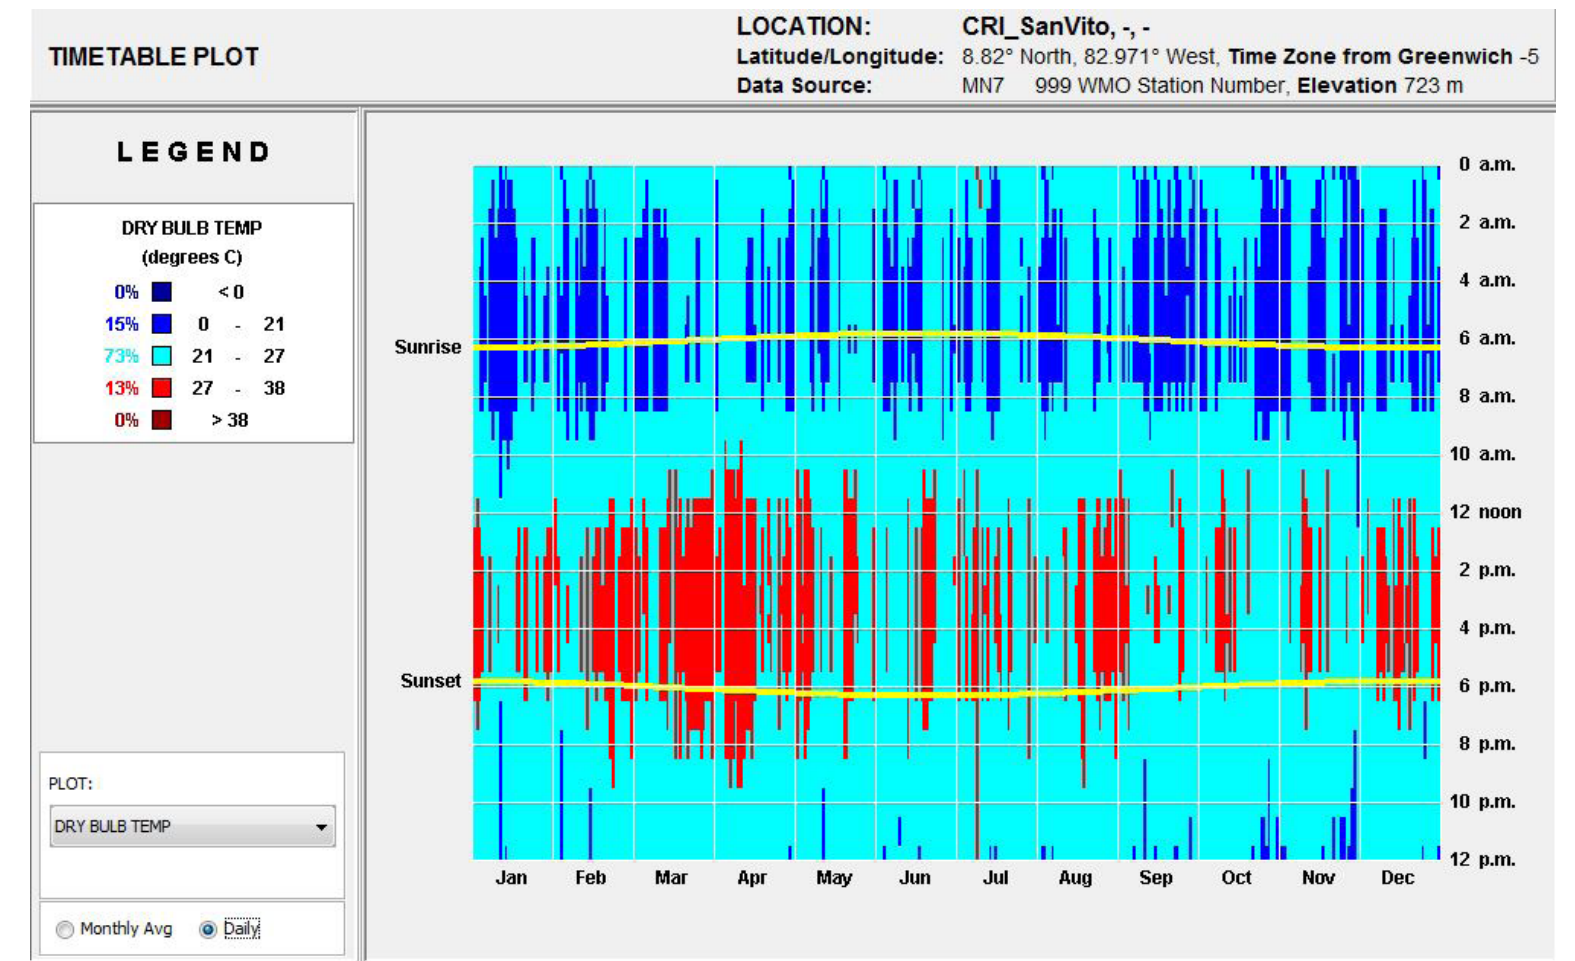 TIMETABLE PLOT
LOCATION: CRI_SanVito, -, -
Latitude/Longitude: 8.82° North, 82.971° West, Time Zone from Greenwich -5
Data Source: MN7 999 WMO Station Number, Elevation 723 m
LEGEND
DRY BULB TEMP
(degrees C)
0% < 0
15% 0 - 21
73% 21 - 27
13% 27 - 38
0% > 38
PLOT:
DRY BULB TEMP
Monthly Avg Daily
Sunrise
Sunset
0 a.m.
2 a.m.
4 a.m.
6 a.m.
8 a.m.
10 a.m.
12 noon
2 p.m.
4 p.m.
6 p.m.
8 p.m.
10 p.m.
12 p.m.
Jan Feb Mar Apr May Jun Jul Aug Sep Oct Nov Dec